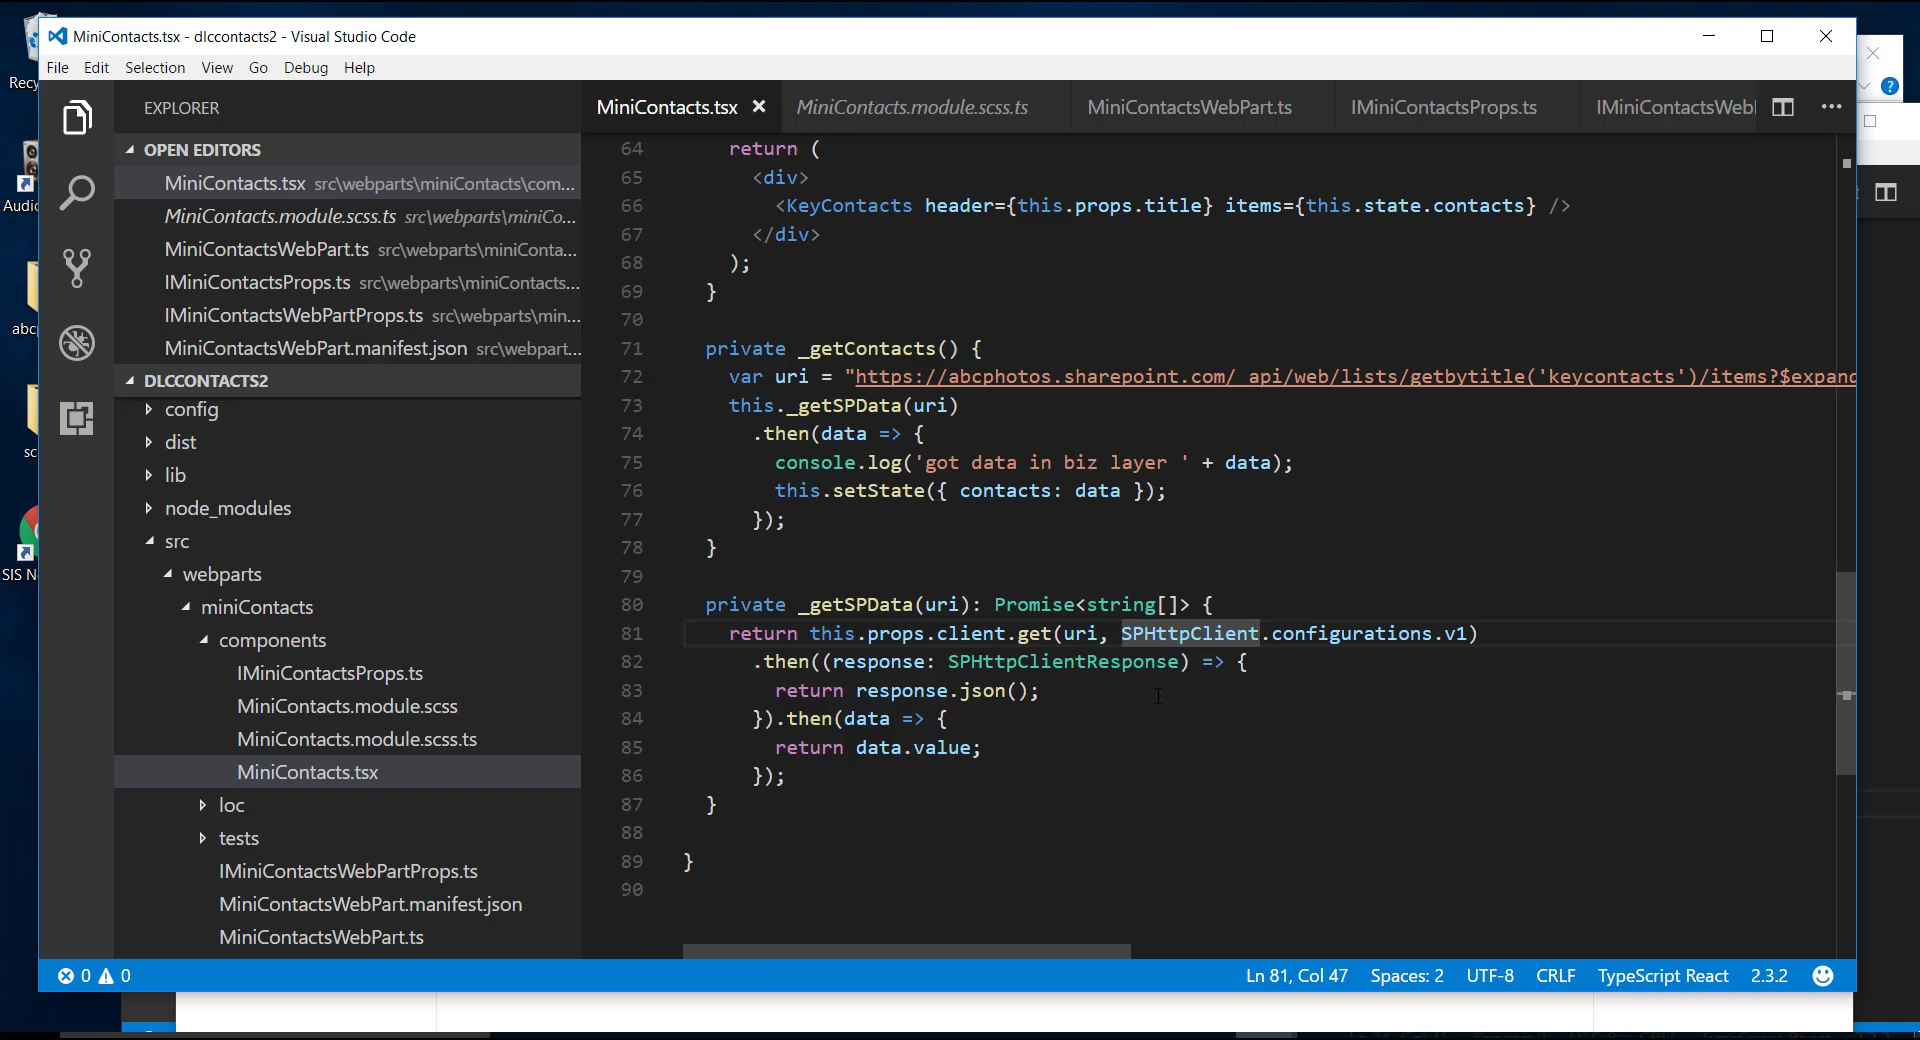 MiniContacts.tsx - dlccontacts2 - Visual Studio Code
File Edit Selection View Go Debug Help
EXPLORER
OPEN EDITORS
MiniContacts.tsx src\webparts\miniContacts\com...
MiniContacts.module.scss.ts src\webparts\miniCo...
MiniContactsWebPart.ts src\webparts\miniConta...
IMiniContactsProps.ts src\webparts\miniContacts...
IMiniContactsWebPartProps.ts src\webparts\min...
MiniContactsWebPart.manifest.json src\webpart...
DLCCONTACTS2
config
dist
lib
node_modules
src
webparts
miniContacts
components
IMiniContactsProps.ts
MiniContacts.module.scss
MiniContacts.module.scss.ts
MiniContacts.tsx
loc
tests
IMiniContactsWebPartProps.ts
MiniContactsWebPart.manifest.json
MiniContactsWebPart.ts
MiniContacts.tsx MiniContacts.module.scss.ts MiniContactsWebPart.ts IMiniContactsProps.ts IMiniContactsWebl
64 return (
65 <div>
66 <KeyContacts header={this.props.title} items={this.state.contacts} />
67 </div>
68 );
69 }
70
71 private _getContacts() {
72 var uri = "https://abcphotos.sharepoint.com/_api/web/lists/getbytitle('keycontacts')/items?$expand
73 this._getSPData(uri)
74 .then(data => {
75 console.log('got data in biz layer ' + data);
76 this.setState({ contacts: data });
77 });
78 }
79
80 private _getSPData(uri): Promise<string[]> {
81 return this.props.client.get(uri, SPHttpClient.configurations.v1)
82 .then((response: SPHttpClientResponse) => {
83 return response.json();
84 }).then(data => {
85 return data.value;
86 });
87 }
88
89 }
90
0 0 Ln 81, Col 47 Spaces: 2 UTF-8 CRLF TypeScript React 2.3.2
Recy
Audio
abcp
sc
SIS N